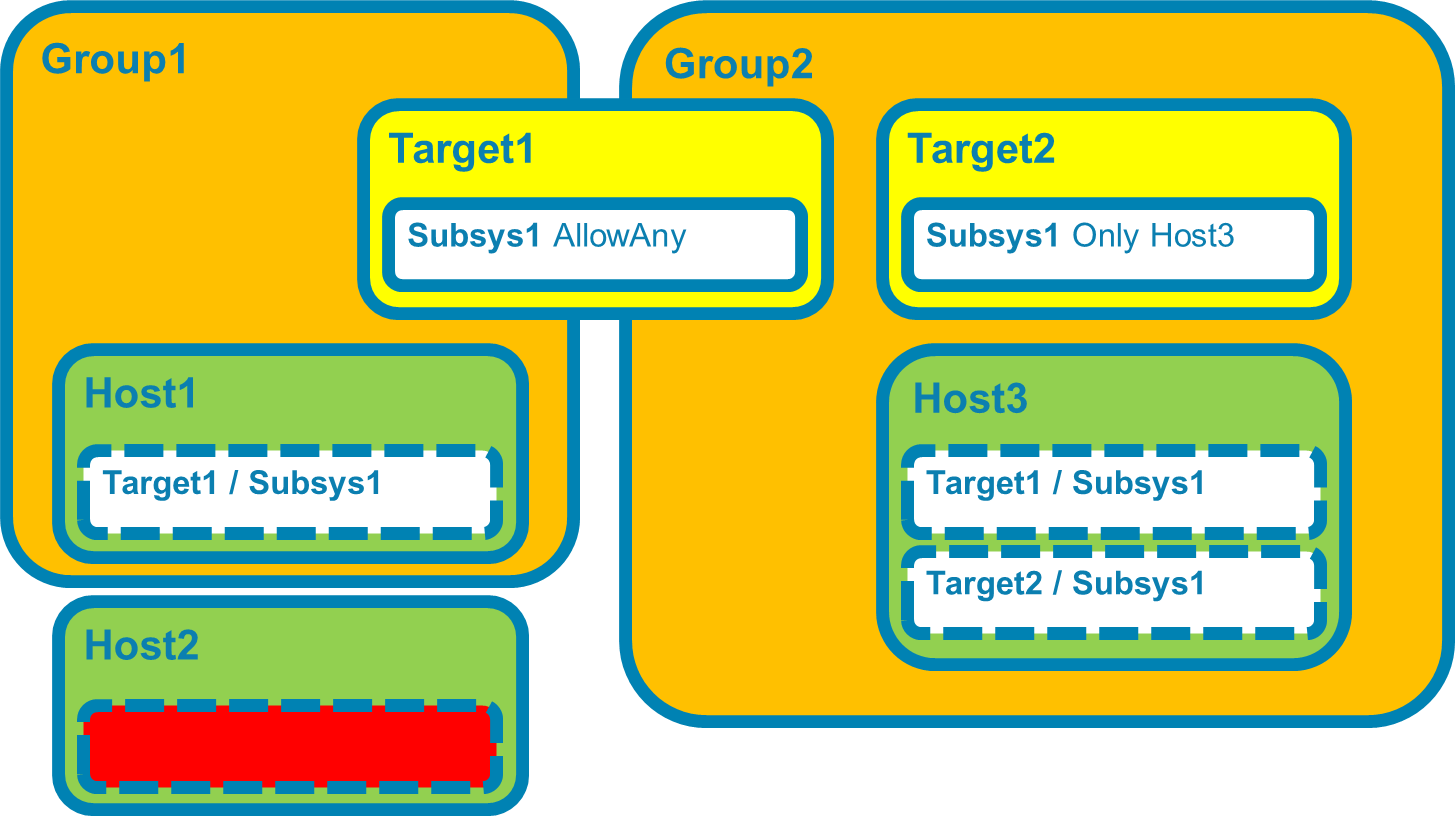 Group1
Group2
Target1
Subsys1 AllowAny
Target2
Subsys1 Only Host3
Host1
Target1 / Subsys1
Host3
Target1 / Subsys1
Target2 / Subsys1
Host2